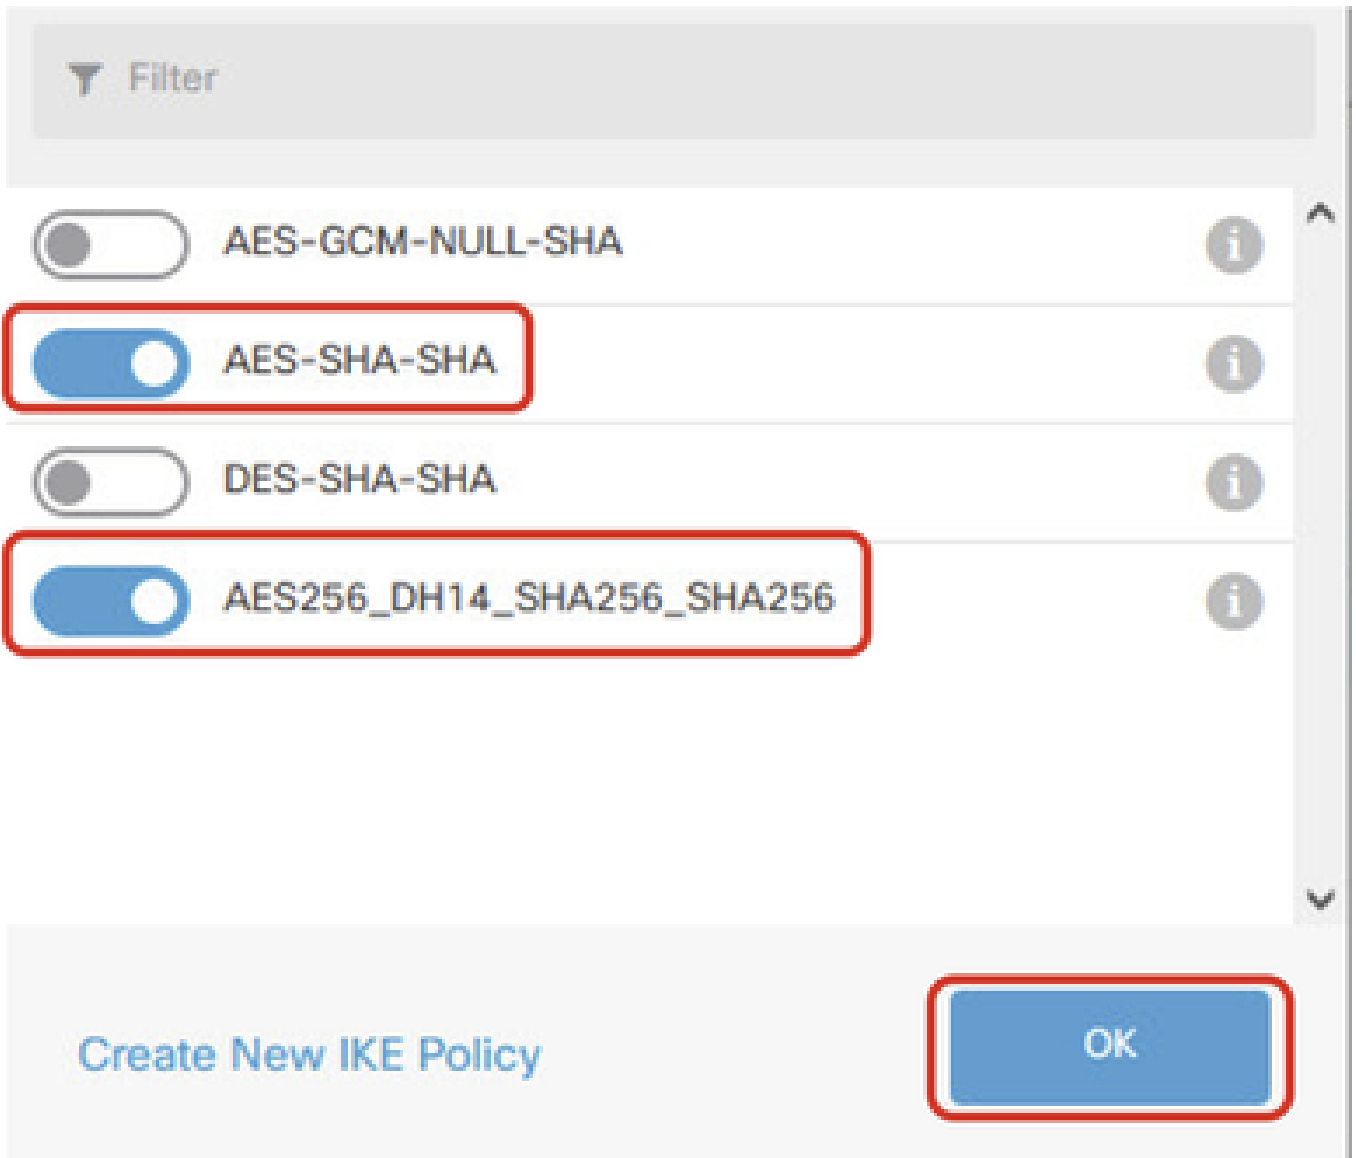 Filter
AES-GCM-NULL-SHA
AES-SHA-SHA
DES-SHA-SHA
AES256_DH14_SHA256_SHA256
Create New IKE Policy
OK